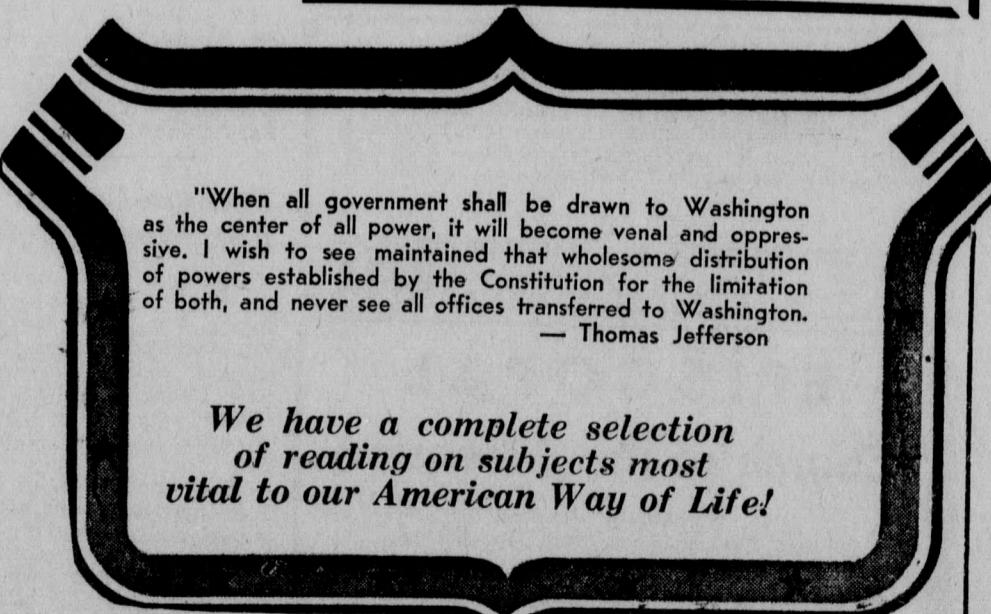 "When all government shall be drawn to Washington
as the center of all power, it will become venal and oppres-
sive. I wish to see maintained that wholesome distribution
of powers established by the Constitution for the limitation
of both, and never see all offices transferred to Washington.
— Thomas Jefferson
We have a complete selection
of reading on subjects most
vital to our American Way of Life!